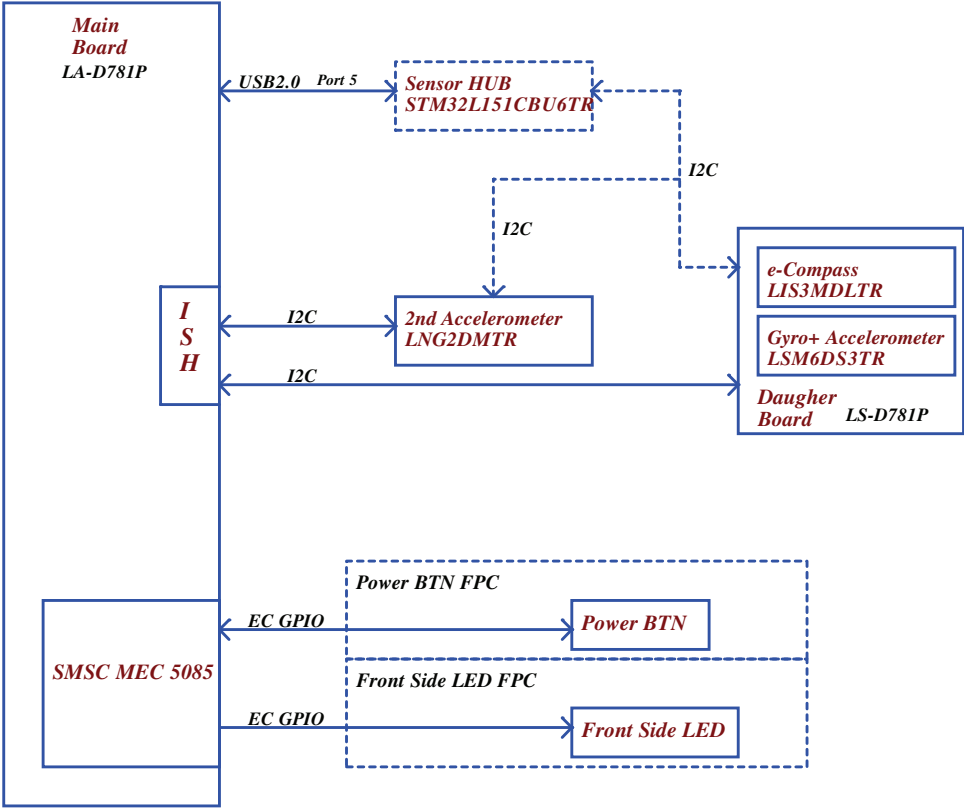 Main
Board
LA-D781P
USB2.0 Port 5
Sensor HUB
STM32L151CBU6TR
I2C
I2C
e-Compass
LIS3MDLTR
Gyro+ Accelerometer
LSM6DS3TR
Daugher
Board LS-D781P
I
S
H
I2C
2nd Accelerometer
LNG2DMTR
I2C
Power BTN FPC
EC GPIO
Power BTN
SMSC MEC 5085
Front Side LED FPC
EC GPIO
Front Side LED